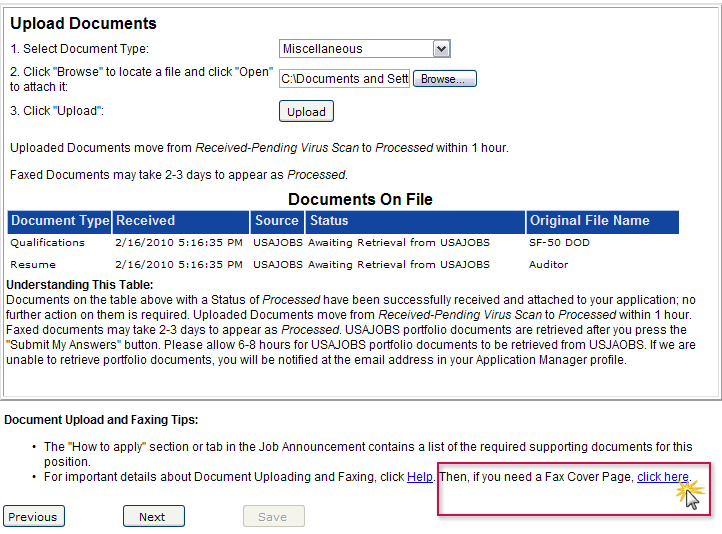 Upload Documents
1. Select Document Type:
Miscellaneous
2. Click "Browse" to locate a file and click "Open"
to attach it:
C:\Documents and Sett
Browse...
3. Click "Upload":
Upload
Uploaded Documents move from Received-Pending Virus Scan to Processed within 1 hour.
Faxed Documents may take 2-3 days to appear as Processed.
Documents On File
Document Type Received Source Status Original File Name
Qualifications 2/16/2010 5:16:35 PM USAJOBS Awaiting Retrieval from USAJOBS SF-50 DOD
Resume 2/16/2010 5:16:35 PM USAJOBS Awaiting Retrieval from USAJOBS Auditor
Understanding This Table:
Documents on the table above with a Status of Processed have been successfully received and attached to your application; no
further action on them is required. Uploaded Documents move from Received-Pending Virus Scan to Processed within 1 hour.
Faxed documents may take 2-3 days to appear as Processed. USAJOBS portfolio documents are retrieved after you press the
"Submit My Answers" button. Please allow 6-8 hours for USAJOBS portfolio documents to be retrieved from USJAOBS. If we are
unable to retrieve portfolio documents, you will be notified at the email address in your Application Manager profile.
Document Upload and Faxing Tips:
• The "How to apply" section or tab in the Job Announcement contains a list of the required supporting documents for this
position.
• For important details about Document Uploading and Faxing, click Help. Then, if you need a Fax Cover Page, click here.
Previous Next Save